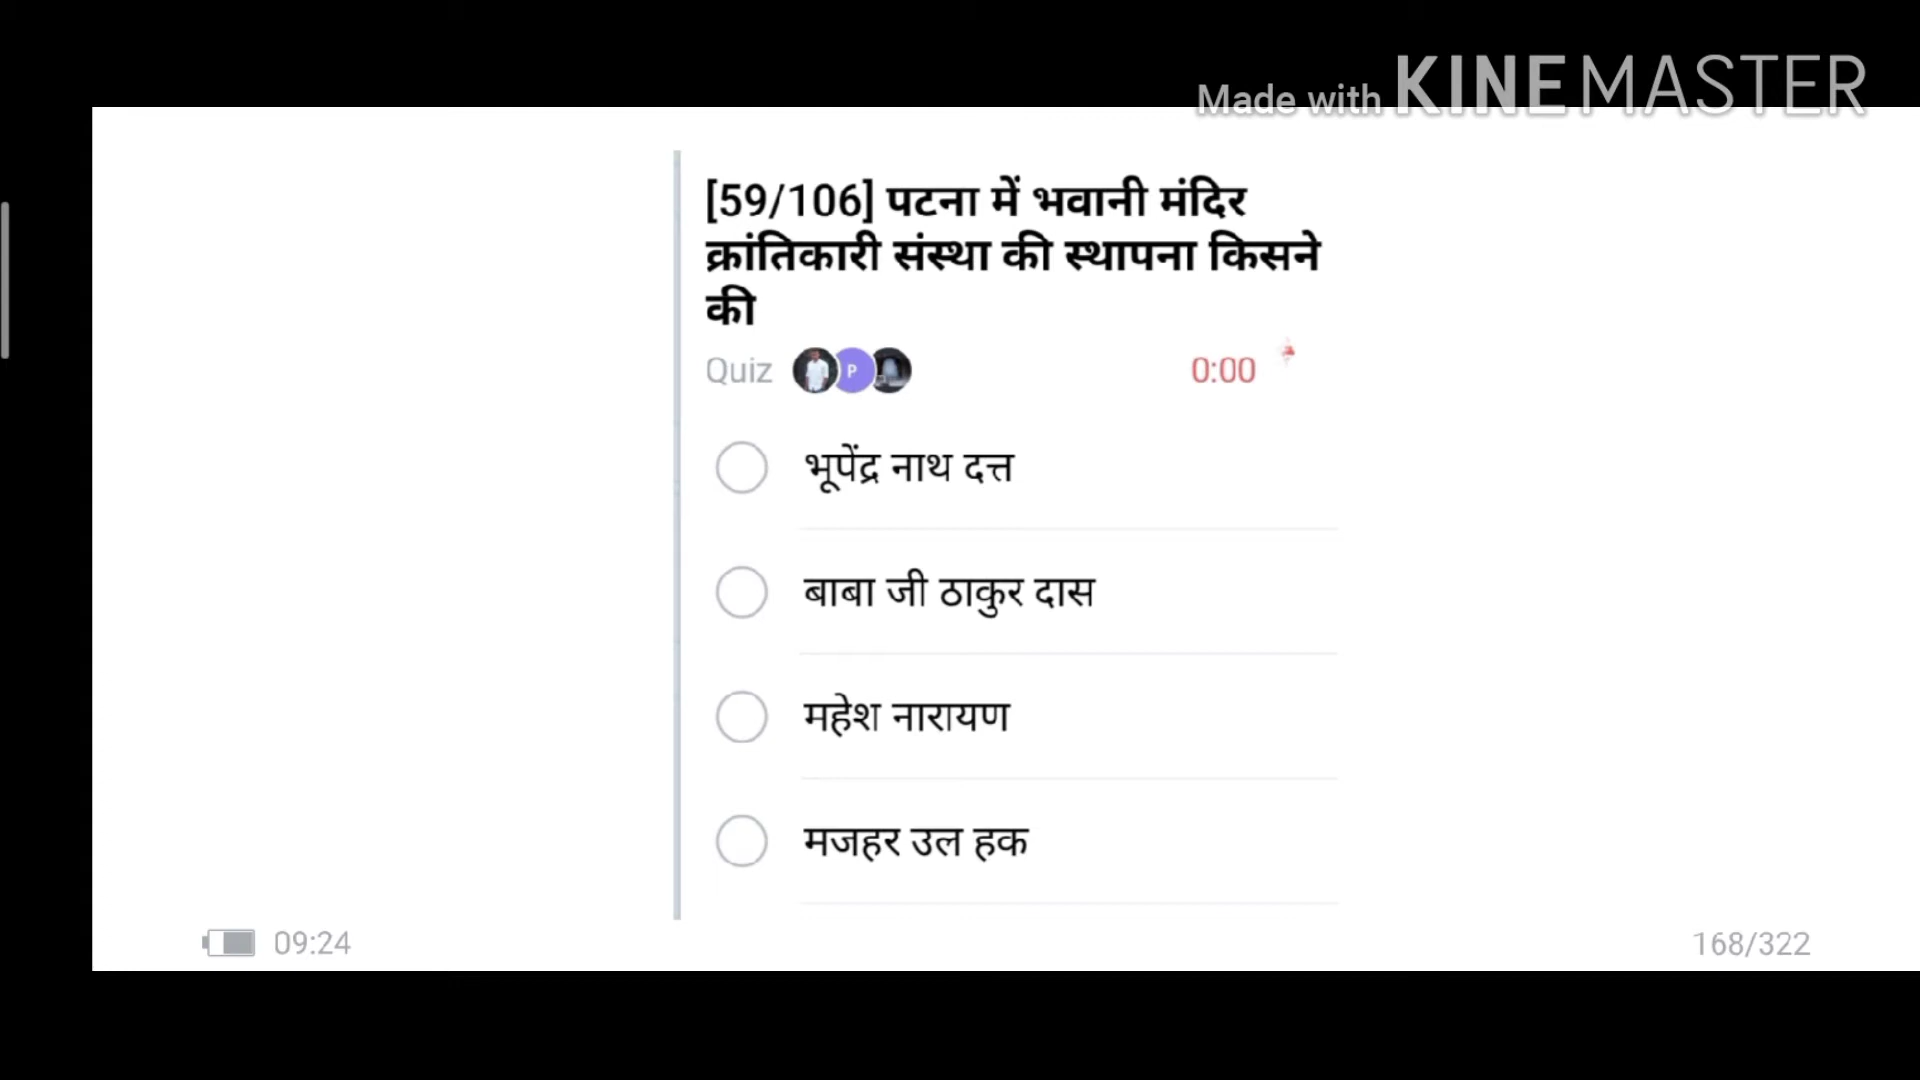 Made with KINEMASTER
[59/106] पटना में भवानी मंदिर
क्रांतिकारी संस्था की स्थापना किसने
की
Quiz P 0:00
भूपेंद्र नाथ दत्त
बाबा जी ठाकुर दास
महेश नारायण
मजहर उल हक
09:24 168/322